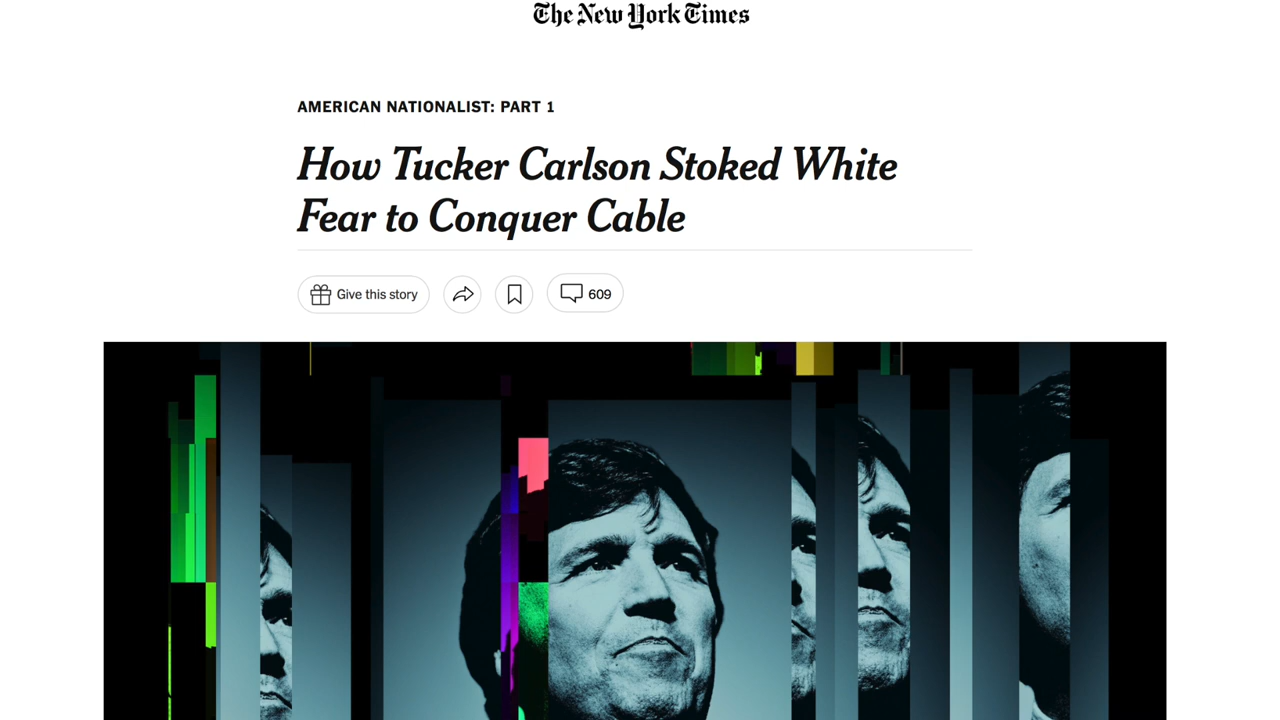 The New York Times
AMERICAN NATIONALIST: PART 1
How Tucker Carlson Stoked White
Fear to Conquer Cable
Give this story
609